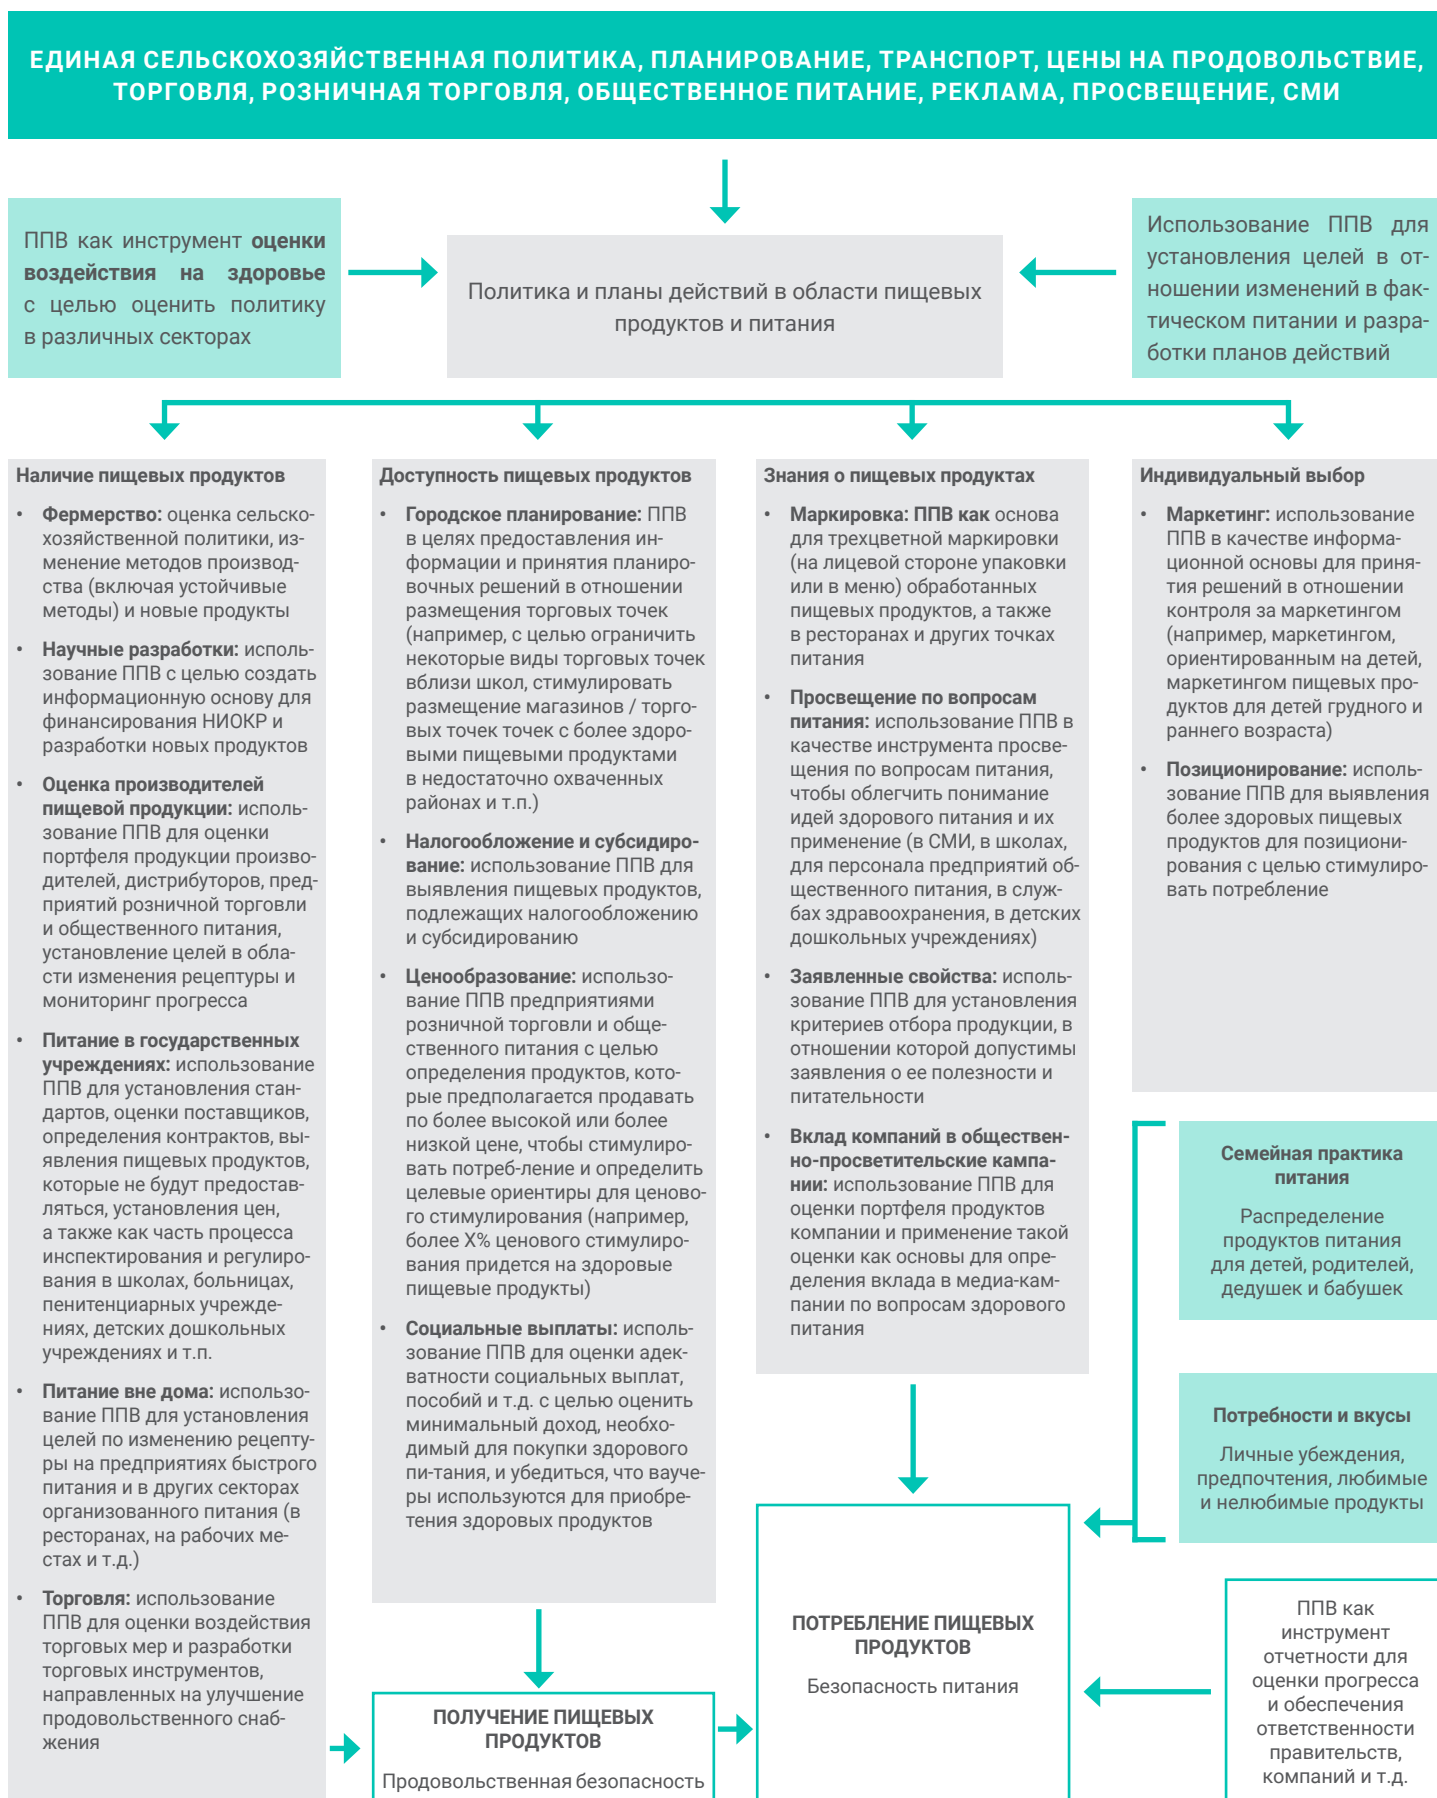 ЕДИНАЯ СЕЛЬСКОХОЗЯЙСТВЕННАЯ ПОЛИТИКА, ПЛАНИРОВАНИЕ, ТРАНСПОРТ, ЦЕНЫ НА ПРОДОВОЛЬСТВИЕ,
ТОРГОВЛЯ, РОЗНИЧНАЯ ТОРГОВЛЯ, ОБЩЕСТВЕННОЕ ПИТАНИЕ, РЕКЛАМА, ПРОСВЕЩЕНИЕ, СМИ
ППВ как инструмент оценки
воздействия на здоровье
с целью оценить политику
в различных секторах
Политика и планы действий в области пищевых
продуктов и питания
Использование ППВ для
установления целей в от-
ношении изменений в фак-
тическом питании и разра-
ботки планов действий
Наличие пищевых продуктов
• Фермерство: оценка сельско-
хозяйственной политики, из-
менение методов производ-
ства (включая устойчивые
методы) и новые продукты
• Научные разработки: исполь-
зование ППВ с целью создать
информационную основу для
финансирования НИОКР и
разработки новых продуктов
• Оценка производителей
пищевой продукции: исполь-
зование ППВ для оценки
портфеля продукции произво-
дителей, дистрибуторов, пред-
приятий розничной торговли
и общественного питания,
установление целей в обла-
сти изменения рецептуры и
мониторинг прогресса
• Питание в государственных
учреждениях: использование
ППВ для установления стан-
дартов, оценки поставщиков,
определения контрактов, вы-
явления пищевых продуктов,
которые не будут предостав-
ляться, установления цен,
а также как часть процесса
инспектирования и регулиро-
вания в школах, больницах,
пенитенциарных учрежде-
ниях, детских дошкольных
учреждениях и т.п.
• Питание вне дома: использо-
вание ППВ для установления
целей по изменению рецепту-
ры на предприятиях быстрого
питания и в других секторах
организованного питания (в
ресторанах, на рабочих ме-
стах и т.д.)
• Торговля: использование
ППВ для оценки воздействия
торговых мер и разработки
торговых инструментов,
направленных на улучшение
продовольственного снаб-
жения
Доступность пищевых продуктов
• Городское планирование: ППВ
в целях предоставления ин-
формации и принятия планиро-
вочных решений в отношении
размещения торговых точек
(например, с целью ограничить
некоторые виды торговых точек
вблизи школ, стимулировать
размещение магазинов / торго-
вых точек точек с более здоро-
выми пищевыми продуктами
в недостаточно охваченных
районах и т.п.)
• Налогообложение и субсидиро-
вание: использование ППВ для
выявления пищевых продуктов,
подлежащих налогообложению
и субсидированию
• Ценообразование: использо-
вание ППВ предприятиями
розничной торговли и обще-
ственного питания с целью
определения продуктов, кото-
рые предполагается продавать
по более высокой или более
низкой цене, чтобы стимулиро-
вать потреб-ление и определить
целевые ориентиры для ценово-
го стимулирования (например,
более X% ценового стимулиро-
вания придется на здоровые
пищевые продукты)
• Социальные выплаты: исполь-
зование ППВ для оценки адек-
ватности социальных выплат,
пособий и т.д. с целью оценить
минимальный доход, необхо-
димый для покупки здорового
пи-тания, и убедиться, что вауче-
ры используются для приобре-
тения здоровых продуктов
Знания о пищевых продуктах
• Маркировка: ППВ как основа
для трехцветной маркировки
(на лицевой стороне упаковки
или в меню) обработанных
пищевых продуктов, а также
в ресторанах и других точках
питания
• Просвещение по вопросам
питания: использование ППВ в
качестве инструмента просве-
щения по вопросам питания,
чтобы облегчить понимание
идей здорового питания и их
применение (в СМИ, в школах,
для персонала предприятий об-
щественного питания, в служ-
бах здравоохранения, в детских
дошкольных учреждениях)
• Заявленные свойства: исполь-
зование ППВ для установления
критериев отбора продукции, в
отношении которой допустимы
заявления о ее полезности и
питательности
• Вклад компаний в обществен-
но-просветительские кампа-
нии: использование ППВ для
оценки портфеля продуктов
компании и применение такой
оценки как основы для опре-
деления вклада в медиа-кам-
пании по вопросам здорового
питания
Индивидуальный выбор
• Маркетинг: использование
ППВ в качестве информа-
ционной основы для приня-
тия решений в отношении
контроля за маркетингом
(например, маркетингом,
ориентированным на детей,
маркетингом пищевых про-
дуктов для детей грудного и
раннего возраста)
• Позиционирование: исполь-
зование ППВ для выявления
более здоровых пищевых
продуктов для позициони-
рования с целью стимулиро-
вать потребление
Семейная практика
питания
Распределение
продуктов питания
для детей, родителей,
дедушек и бабушек
Потребности и вкусы
Личные убеждения,
предпочтения, любимые
и нелюбимые продукты
ПОЛУЧЕНИЕ ПИЩЕВЫХ
ПРОДУКТОВ
Продовольственная безопасность
ПОТРЕБЛЕНИЕ ПИЩЕВЫХ
ПРОДУКТОВ
Безопасность питания
ППВ как
инструмент
отчетности для
оценки прогресса
и обеспечения
ответственности
правительств,
компаний и т.д.